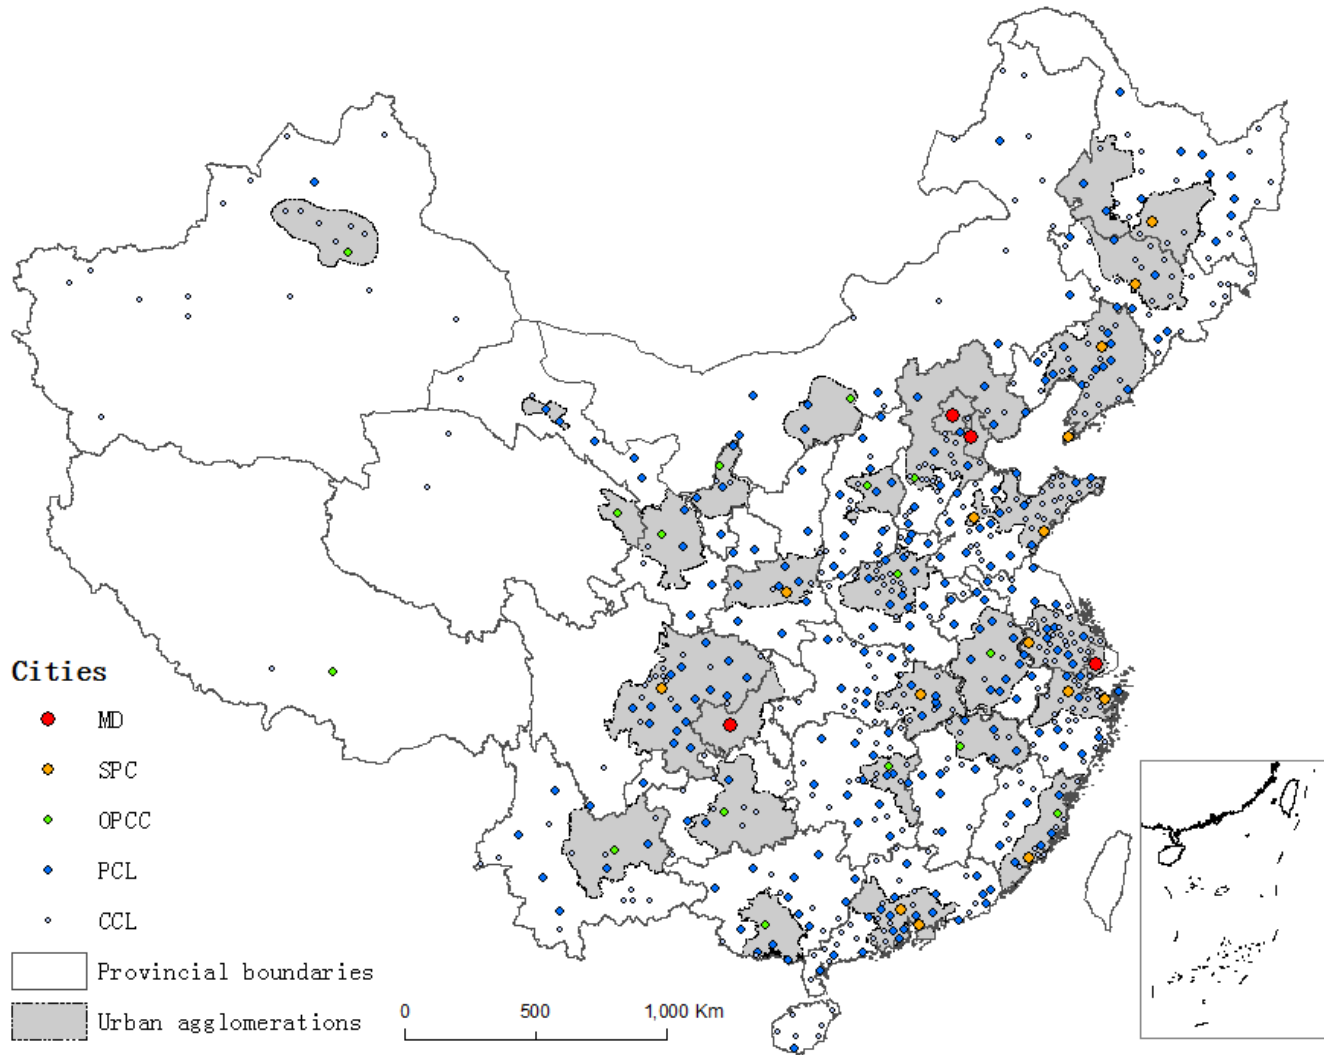 Cities
MD
SPC
OPCC
PCL
CCL
Provincial boundaries
Urban agglomerations
0 500 1,000 Km